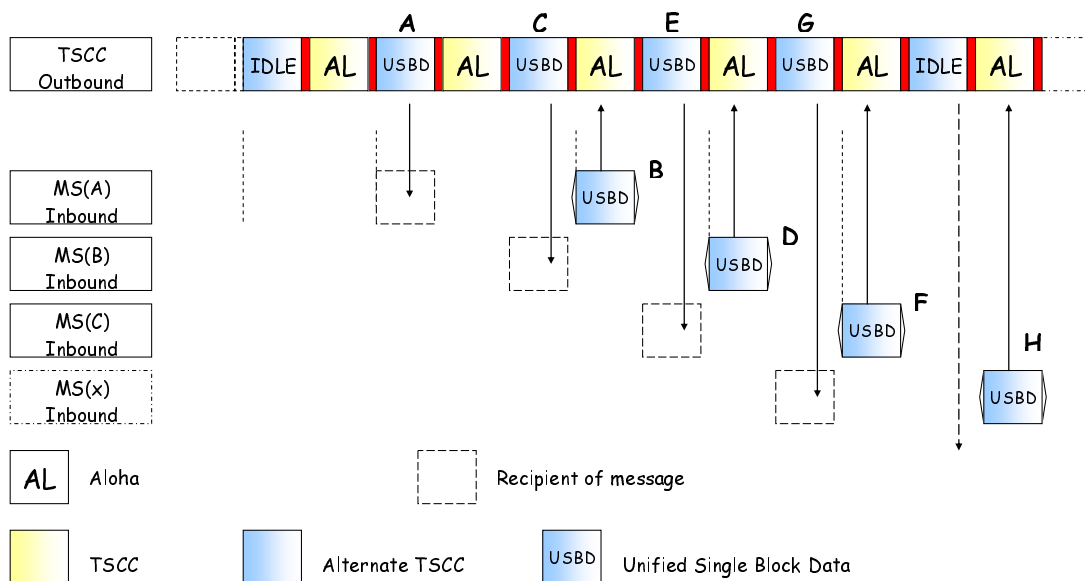 A C E G
TSCC
Outbound
IDLE AL USBD AL USBD AL USBD AL USBD AL IDLE AL
MS(A)
Inbound
USBD
B
MS(B)
Inbound
USBD
D
MS(C)
Inbound
USBD
F
MS(x)
Inbound
USBD
H
AL Aloha
Recipient of message
TSCC
Alternate TSCC
USBD Unified Single Block Data